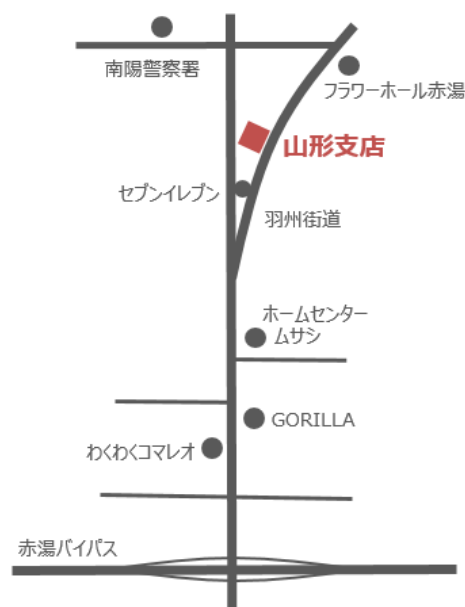 南陽警察署
フラワーホール赤湯
山形支店
セブンイレブン
羽州街道
ホームセンター
ムサシ
GORILLA
わくわくコマレオ
赤湯バイパス